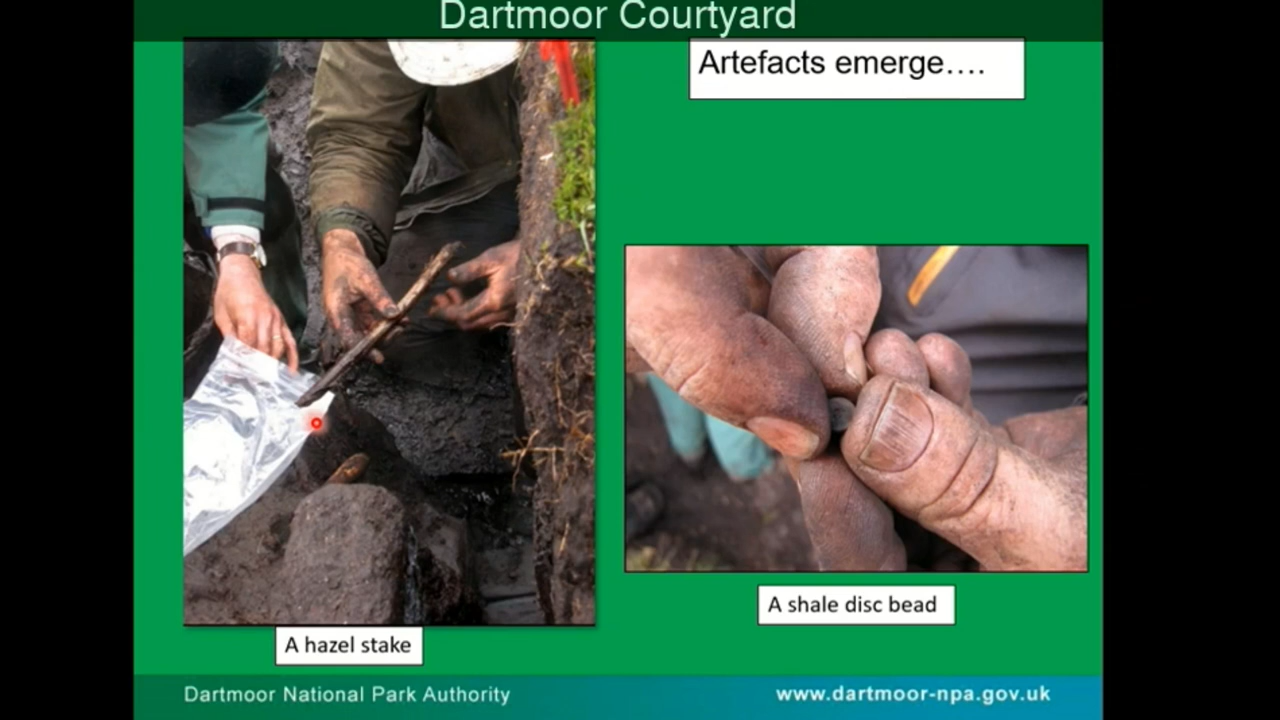 Dartmoor Courtyard
Artefacts emerge....
A shale disc bead
A hazel stake
Dartmoor National Park Authority
www.dartmoor-npa.gov.uk